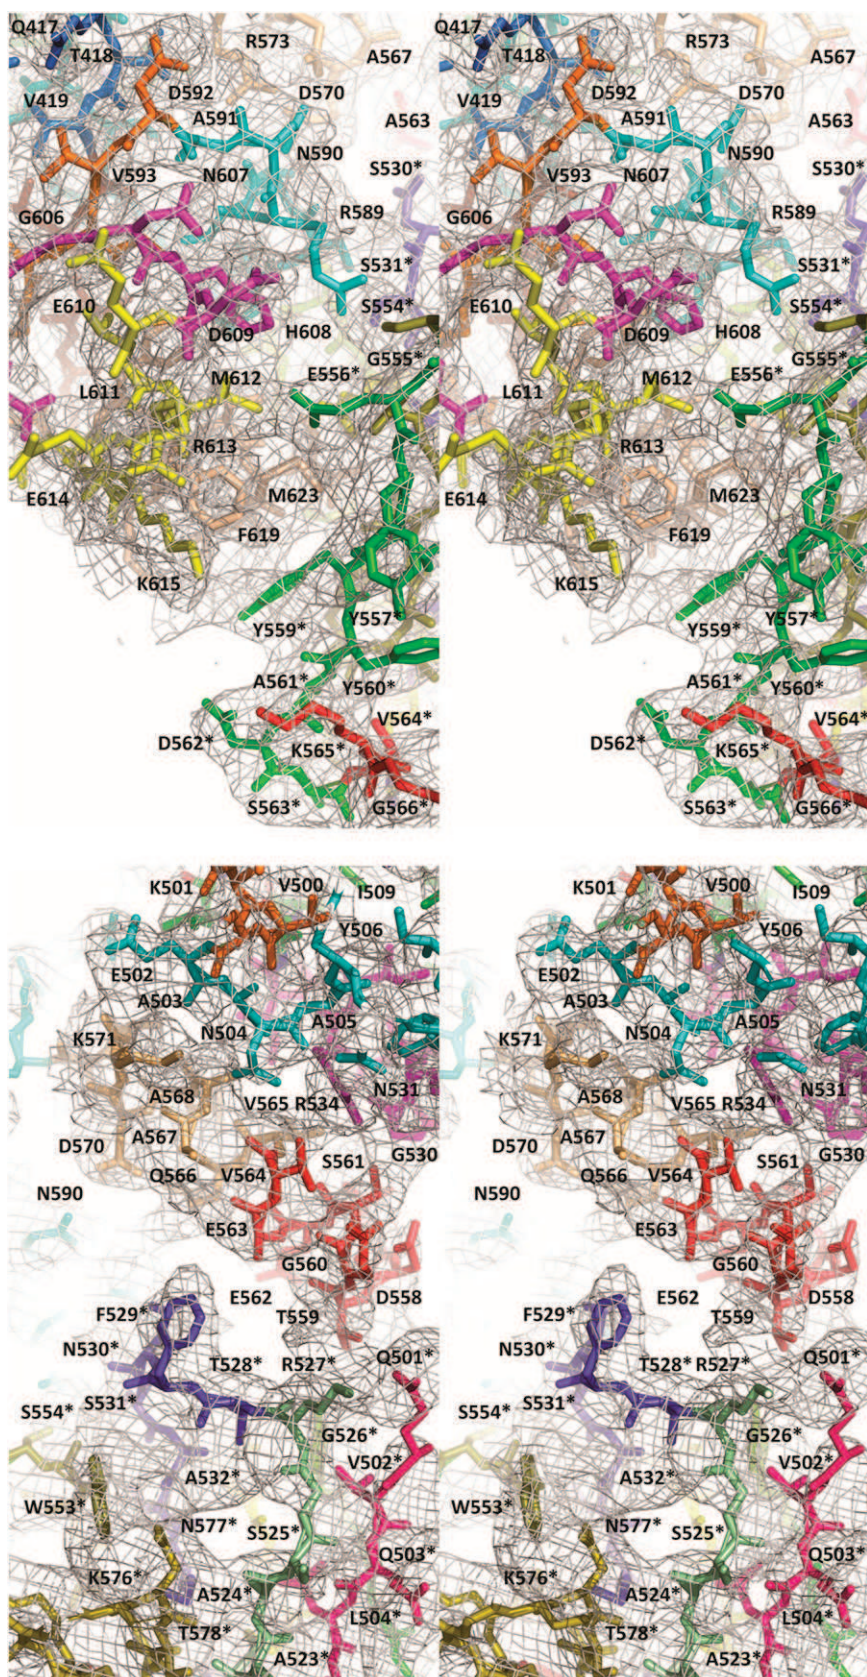 Q417 R573
T418 A567
D592 D570
V419 A591 A563
N590
S530*
V593 N607
R589
G606
S531*
E610 S554*
D609 H608
G555*
L611 M612 E556*
R613
E614 M623
F619
K615
Y557*
Y559*
A561* Y560*
V564*
D562* K565*
S563* G566*
Q417 R573
T418 A567
D592 D570
V419 A591 A563
N590
S530*
V593 N607
R589
G606
S531*
E610 S554*
D609 H608
G555*
L611 M612 E556*
R613
E614 M623
F619
K615
Y557*
Y559*
A561* Y560*
V564*
D562* K565*
S563* G566*
K501 V500 I509
Y506
E502
A503
N504 A505
K571
A568 N531
V565 R534
D570 A567 G530
Q566 V564 S561
N590
E563
G560
E562 D558
F529* T559
N530* T528* R527* Q501*
S531*
S554* G526*
V502*
A532*
W553*
N577* S525*
Q503*
K576*
A524*
L504*
T578*
A523*
K501 V500 I509
Y506
E502
A503
N504 A505
K571
A568 N531
V565 R534
D570 A567 G530
Q566 V564 S561
N590
E563
G560
E562 D558
F529* T559
N530* T528* R527* Q501*
S531*
S554* G526*
V502*
A532*
W553*
N577* S525*
Q503*
K576*
A524*
L504*
T578*
A523*